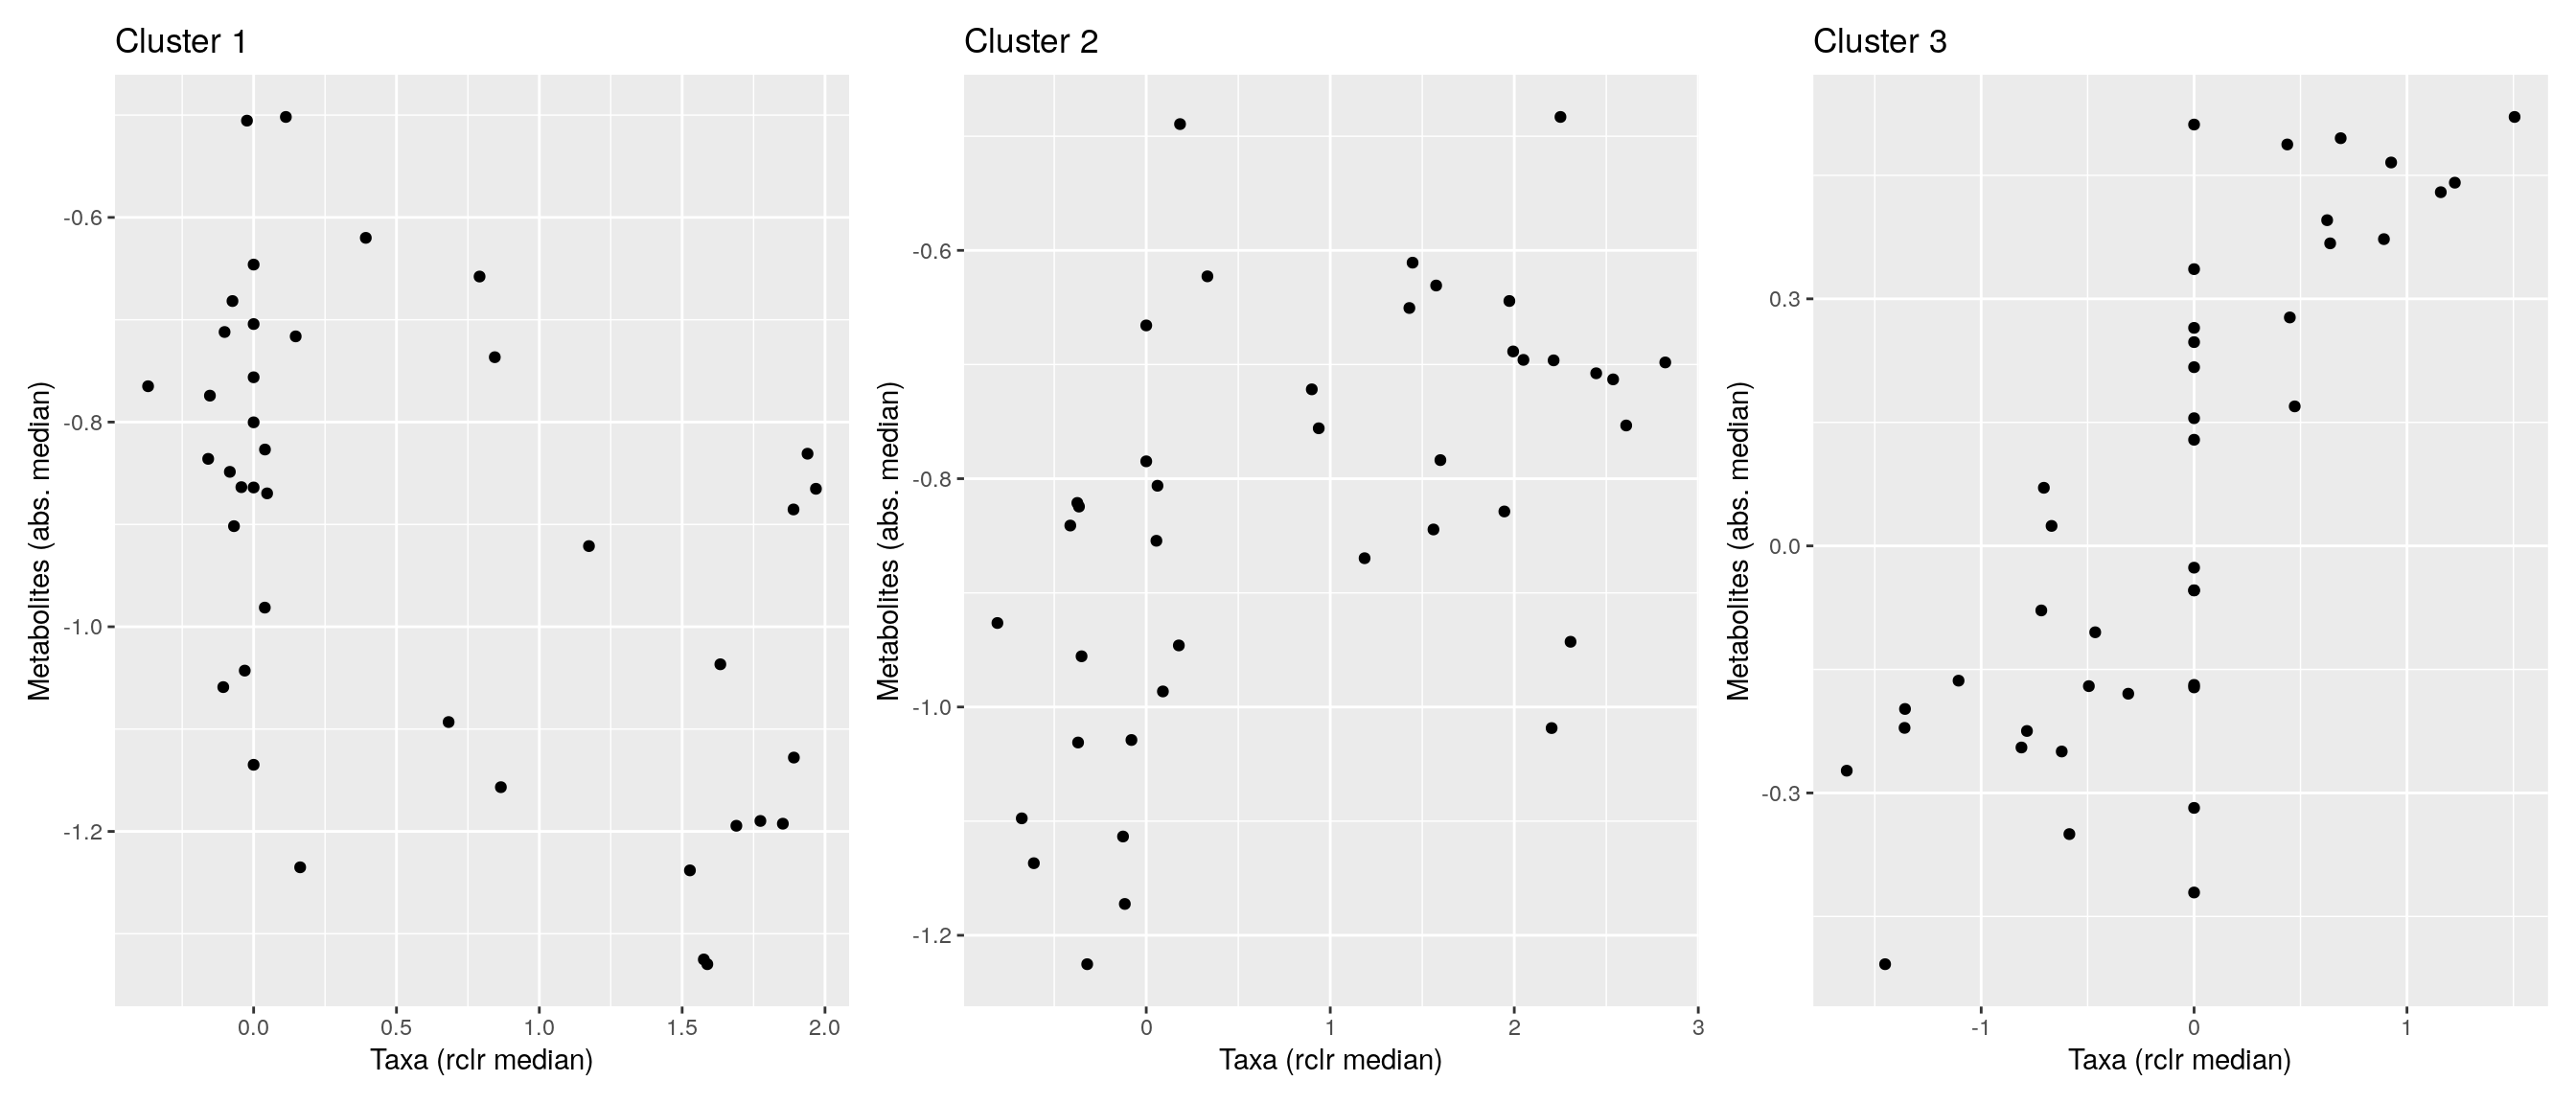 Cluster 1
Metabolites (abs. median)
-0.6
-0.8
-1.0
-1.2
0.0 0.5 1.0 1.5 2.0
Taxa (rclr median)
Cluster 2
Metabolites (abs. median)
-0.6
-0.8
-1.0
-1.2
0 1 2 3
Taxa (rclr median)
Cluster 3
Metabolites (abs. median)
0.3
0.0
-0.3
-1 0 1
Taxa (rclr median)